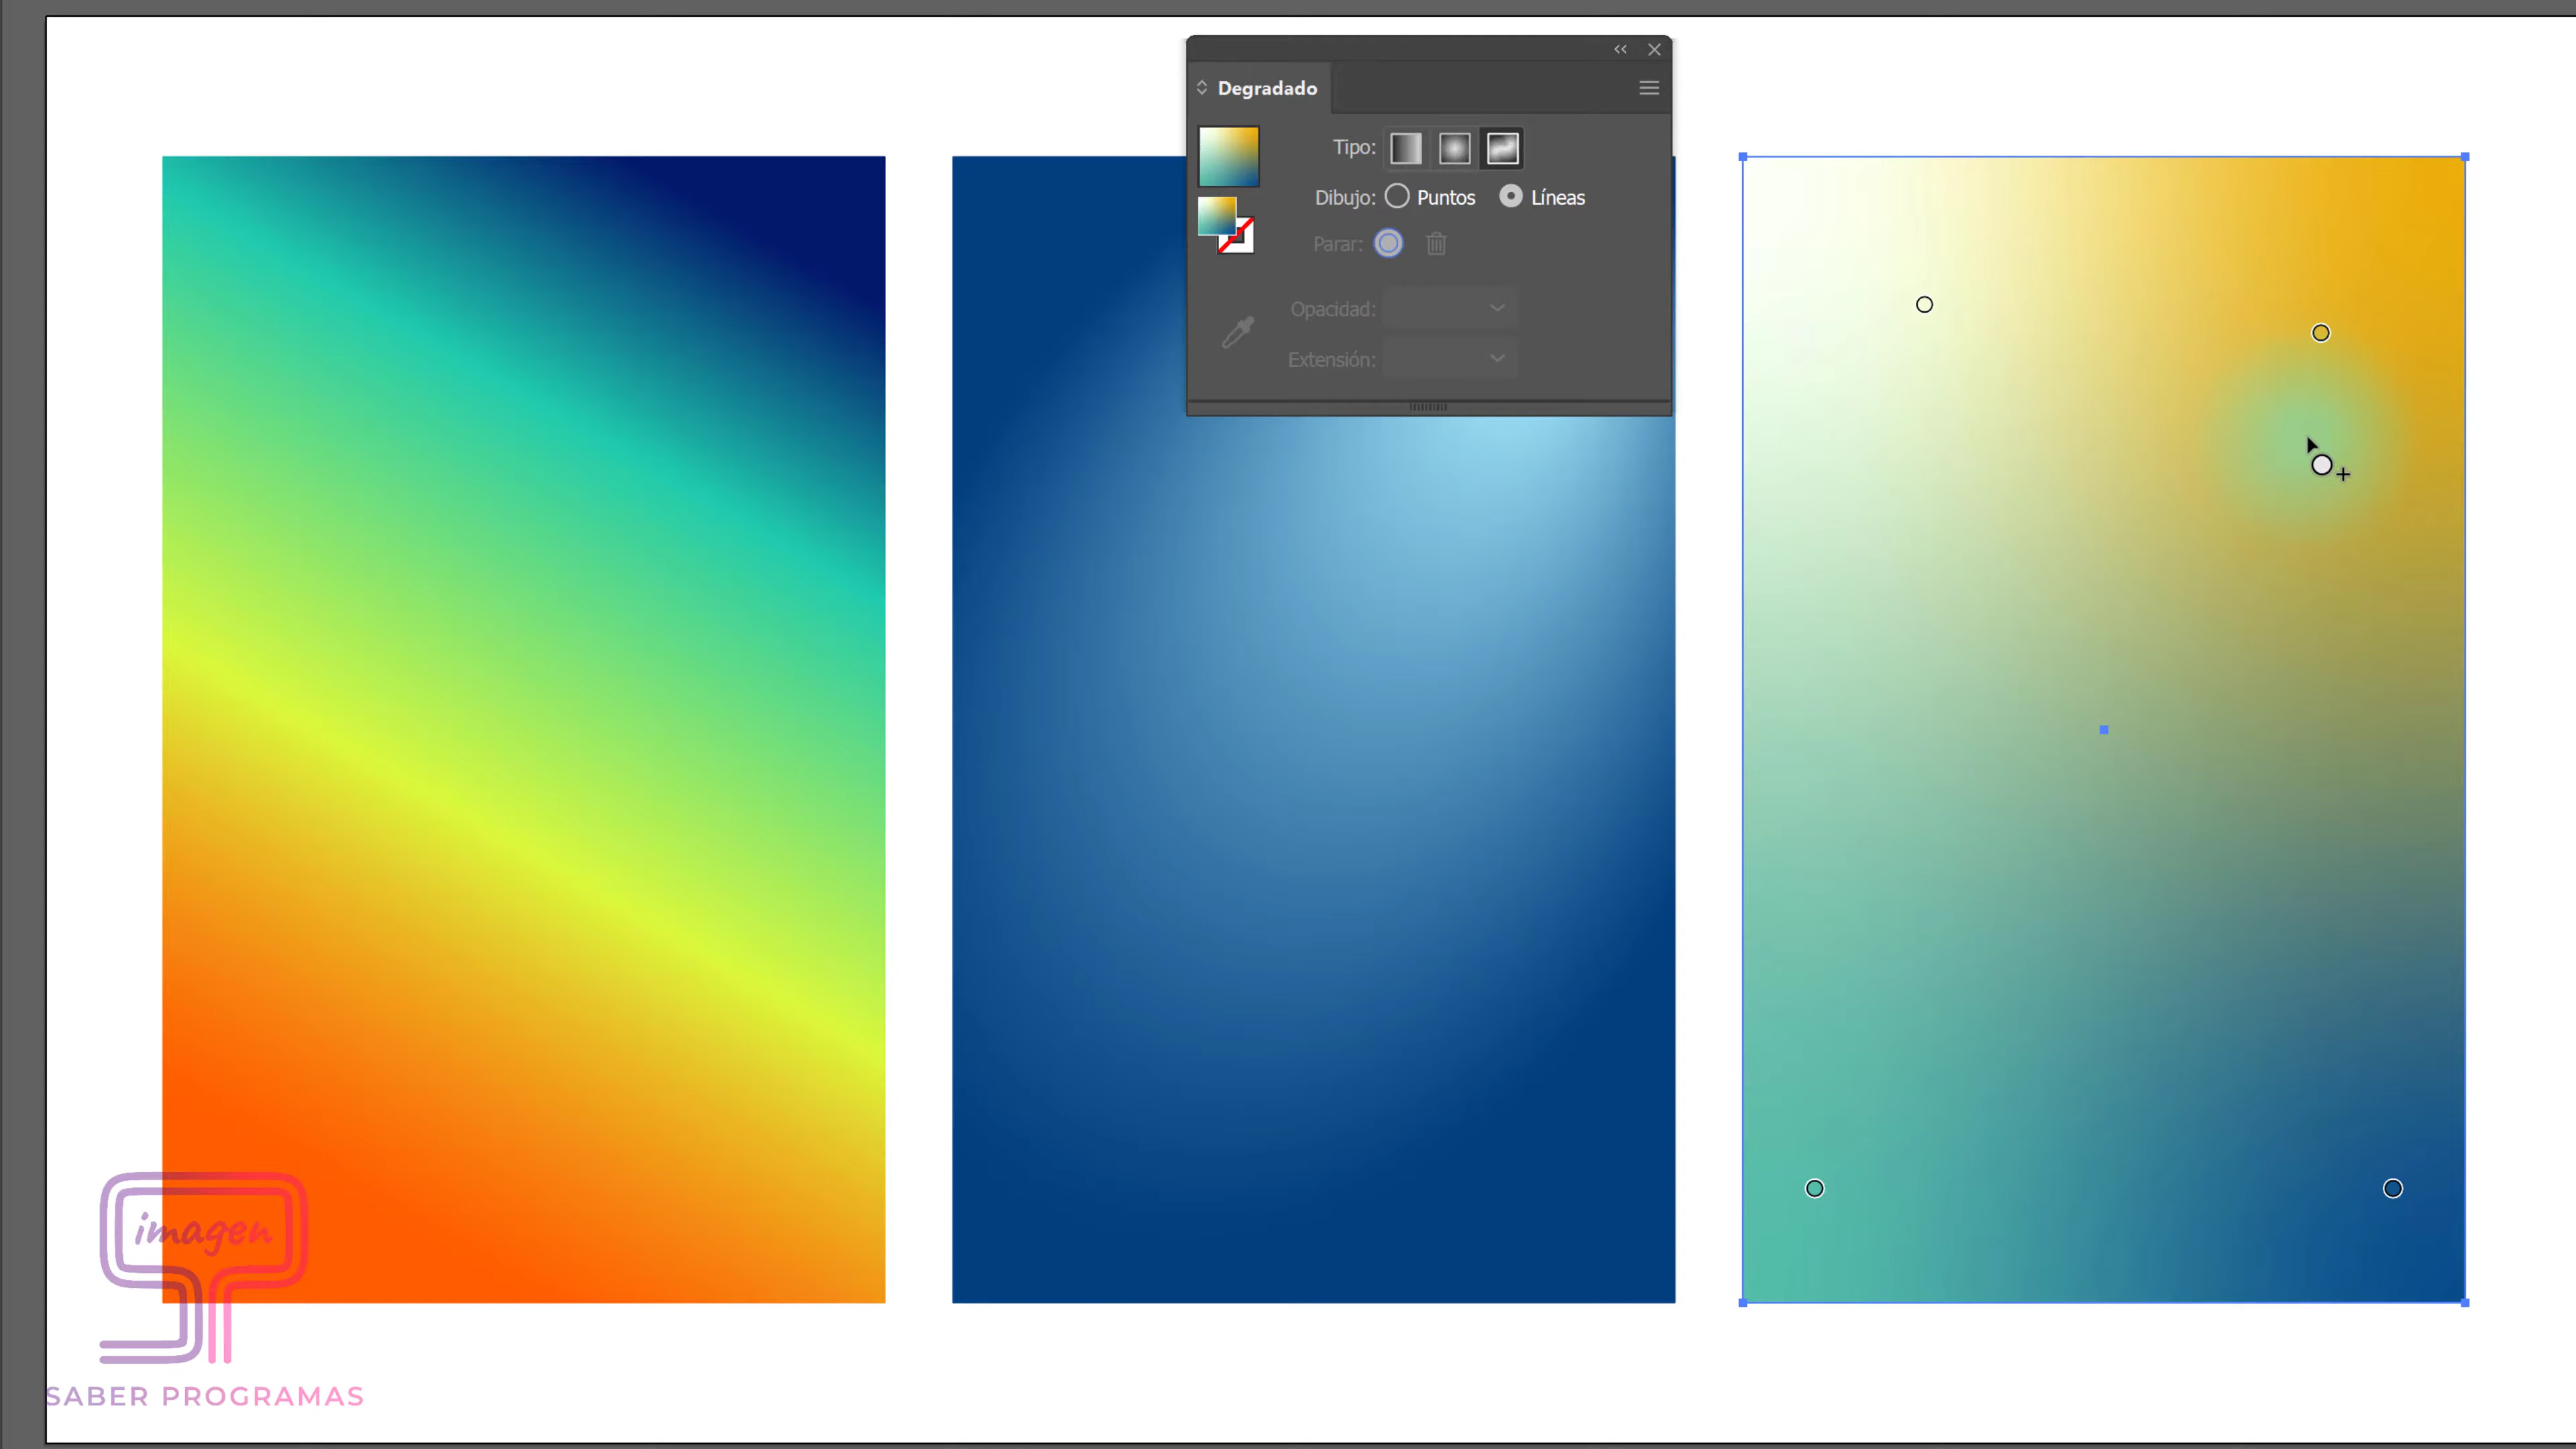 Degradado
Tipo:
Dibujo: Puntos Líneas
Parar:
Opacidad:
Extensión:
imagen
SABER PROGRAMAS